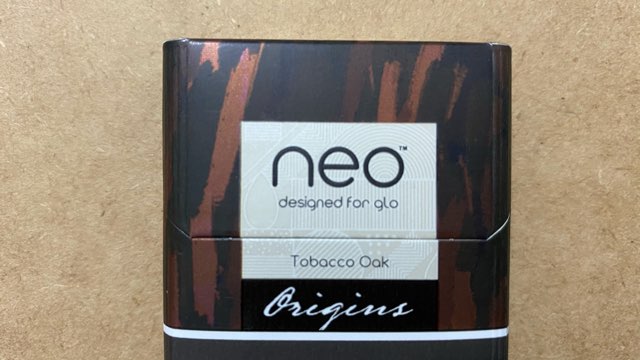 neo™
designed for glo
Tobacco Oak
Origins